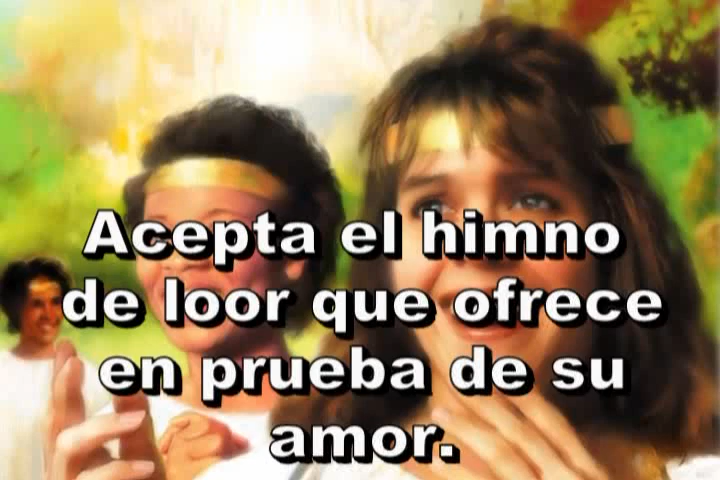 Acepta el himno
de loor que ofrece
en prueba de su
amor.